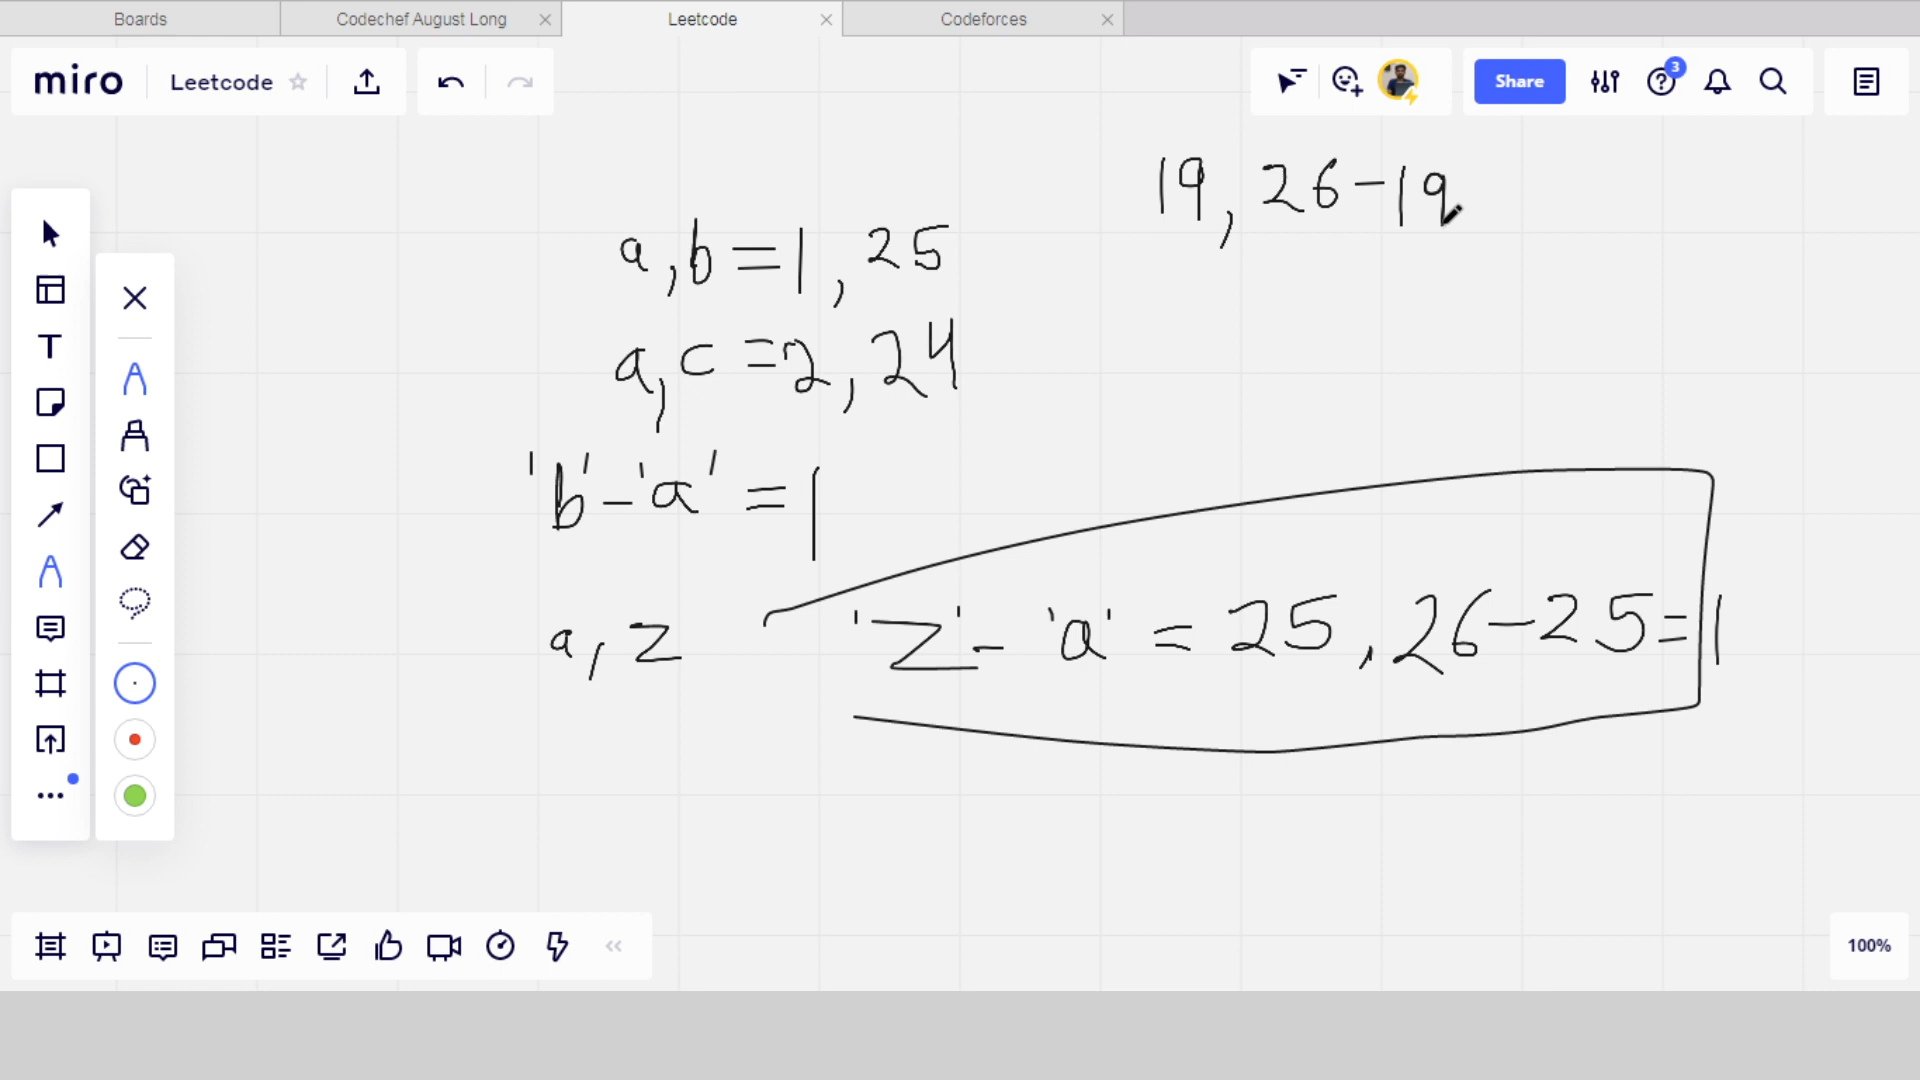 Boards
Codechef August Long
Leetcode
Codeforces
miro
Leetcode
Share
3
19, 26-19
a,b = 1, 25
a,c = 2, 24
'b'-'a' = 1
a, z
'z'- 'a' = 25, 26-25=1
T
100%